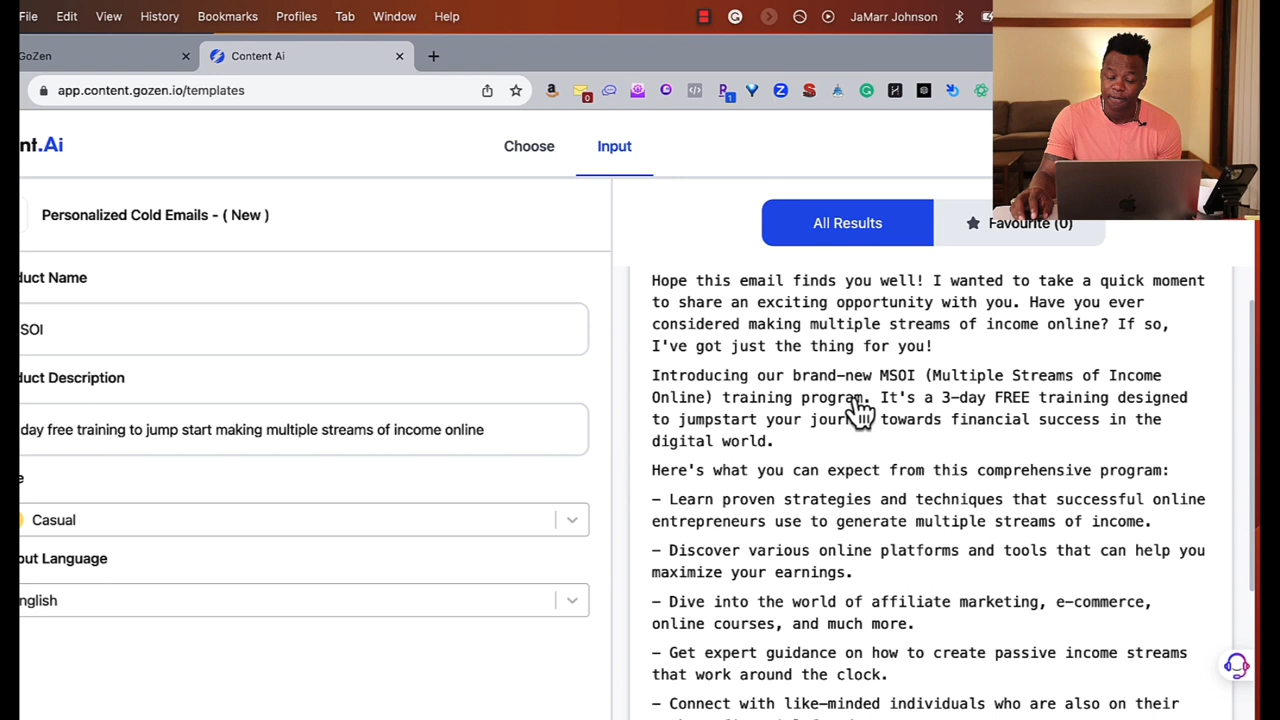 File Edit View History Bookmarks Profiles Tab Window Help JaMarr Johnson
GoZen Content Ai
app.content.gozen.io/templates
nt.Ai Choose Input
Personalized Cold Emails - ( New )
All Results Favourite (0)
duct Name
SOI
duct Description
day free training to jump start making multiple streams of income online
e
Casual
put Language
nglish
Hope this email finds you well! I wanted to take a quick moment
to share an exciting opportunity with you. Have you ever
considered making multiple streams of income online? If so,
I've got just the thing for you!
Introducing our brand-new MSOI (Multiple Streams of Income
Online) training program. It's a 3-day FREE training designed
to jumpstart your journey towards financial success in the
digital world.
Here's what you can expect from this comprehensive program:
– Learn proven strategies and techniques that successful online
entrepreneurs use to generate multiple streams of income.
– Discover various online platforms and tools that can help you
maximize your earnings.
– Dive into the world of affiliate marketing, e-commerce,
online courses, and much more.
– Get expert guidance on how to create passive income streams
that work around the clock.
– Connect with like-minded individuals who are also on their